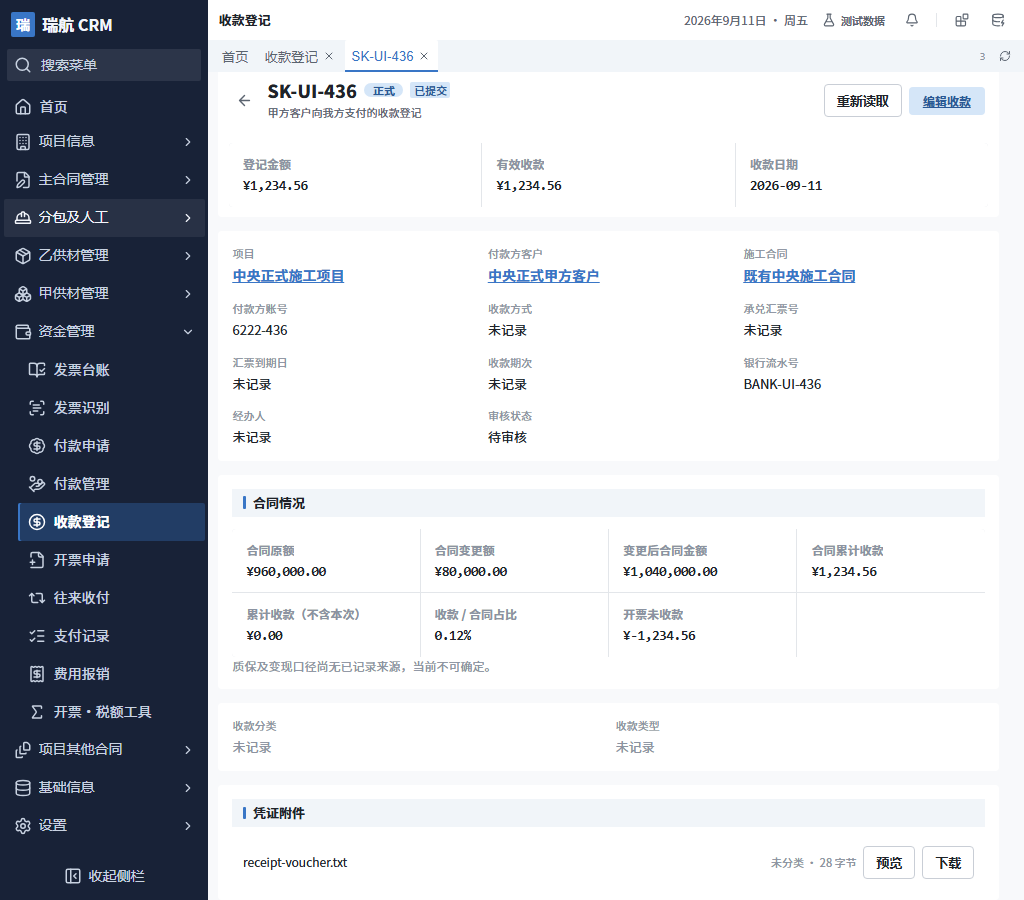 瑞 瑞航 CRM
搜索菜单
首页
项目信息
主合同管理
分包及人工
乙供材管理
甲供材管理
资金管理
发票台账
发票识别
付款申请
付款管理
收款登记
开票申请
往来收付
支付记录
费用报销
开票・税额工具
项目其他合同
基础信息
设置
收起侧栏
收款登记
2026年9月11日 · 周五 测试数据
首页 收款登记 × SK-UI-436 × 3
SK-UI-436 正式 已提交
甲方客户向我方支付的收款登记
重新读取 编辑收款
登记金额 有效收款 收款日期
¥1,234.56 ¥1,234.56 2026-09-11
项目 付款方客户 施工合同
中央正式施工项目 中央正式甲方客户 既有中央施工合同
付款方账号 收款方式 承兑汇票号
6222-436 未记录 未记录
汇票到期日 收款期次 银行流水号
未记录 未记录 BANK-UI-436
经办人 审核状态
未记录 待审核
合同情况
合同原额 合同变更额 变更后合同金额 合同累计收款
¥960,000.00 ¥80,000.00 ¥1,040,000.00 ¥1,234.56
累计收款（不含本次） 收款 / 合同占比 开票未收款
¥0.00 0.12% ¥-1,234.56
质保及变现口径尚无已记录来源，当前不可确定。
收款分类 收款类型
未记录 未记录
凭证附件
receipt-voucher.txt 未分类 · 28 字节 预览 下载